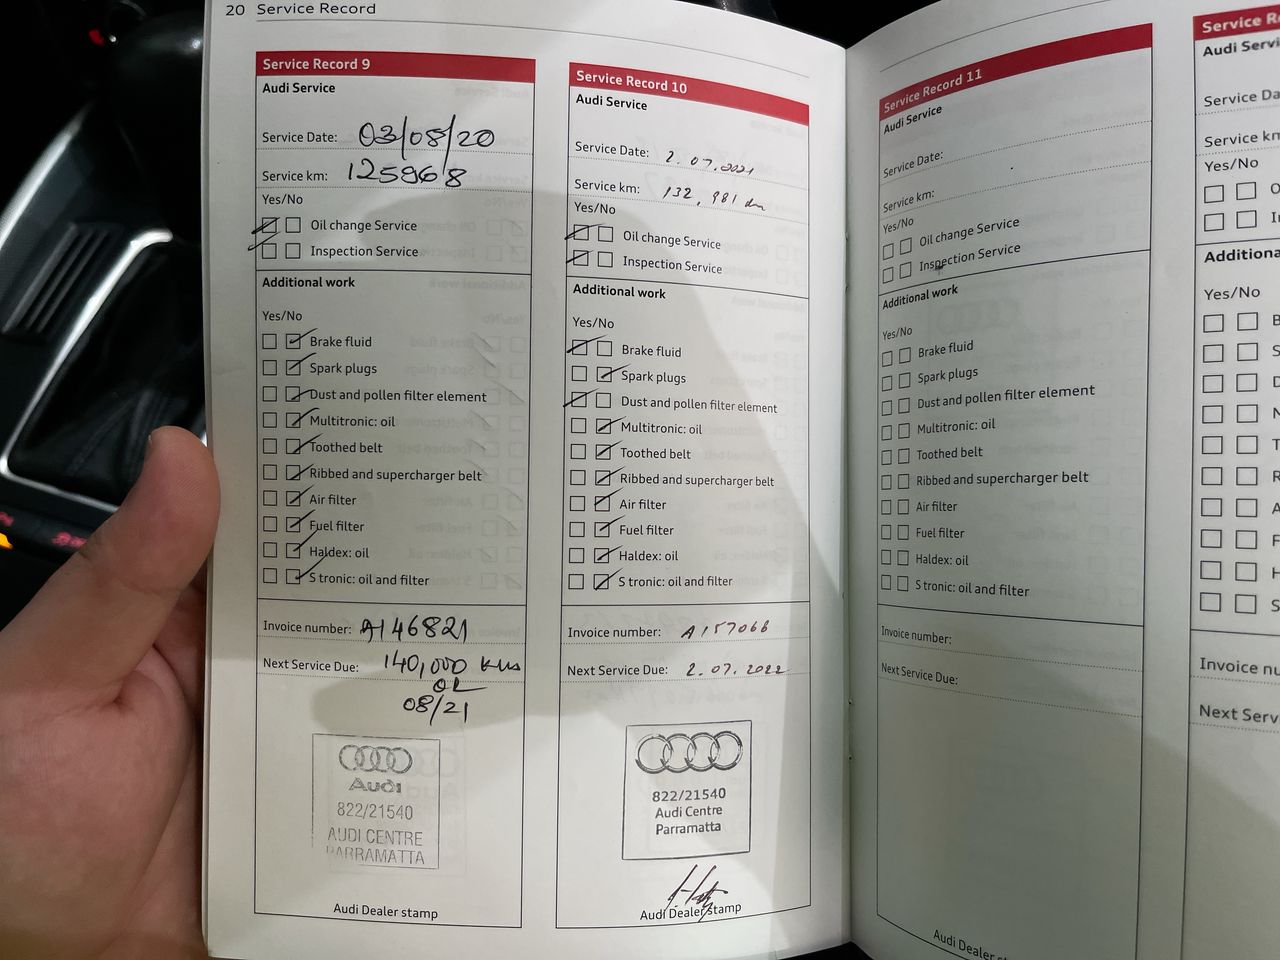 20 Service Record
Service Record 9
Audi Service
Service Date: 03/08/20
Service km: 125968
Yes/No
Oil change Service
Inspection Service
Additional work
Yes/No
Brake fluid
Spark plugs
Dust and pollen filter element
Multitronic: oil
Toothed belt
Ribbed and supercharger belt
Air filter
Fuel filter
Haldex: oil
S tronic: oil and filter
Invoice number: A146821
Next Service Due: 140,000 kms
OR
08/21
Audi
822/21540
AUDI CENTRE
PARRAMATTA
Audi Dealer stamp
Service Record 10
Audi Service
Service Date: 2.07.2021
Service km: 132,981 km
Yes/No
Oil change Service
Inspection Service
Additional work
Yes/No
Brake fluid
Spark plugs
Dust and pollen filter element
Multitronic: oil
Toothed belt
Ribbed and supercharger belt
Air filter
Fuel filter
Haldex: oil
S tronic: oil and filter
Invoice number: A157066
Next Service Due: 2.07.2022
822/21540
Audi Centre
Parramatta
Audi Dealer stamp
Service Record 11
Audi Service
Service Date:
Service km:
Yes/No
Oil change Service
Inspection Service
Additional work
Yes/No
Brake fluid
Spark plugs
Dust and pollen filter element
Multitronic: oil
Toothed belt
Ribbed and supercharger belt
Air filter
Fuel filter
Haldex: oil
S tronic: oil and filter
Invoice number:
Next Service Due:
Audi Dealer
Service
Audi
Service
Service km
Yes/No
Additional
Yes/No
Invoice
Next